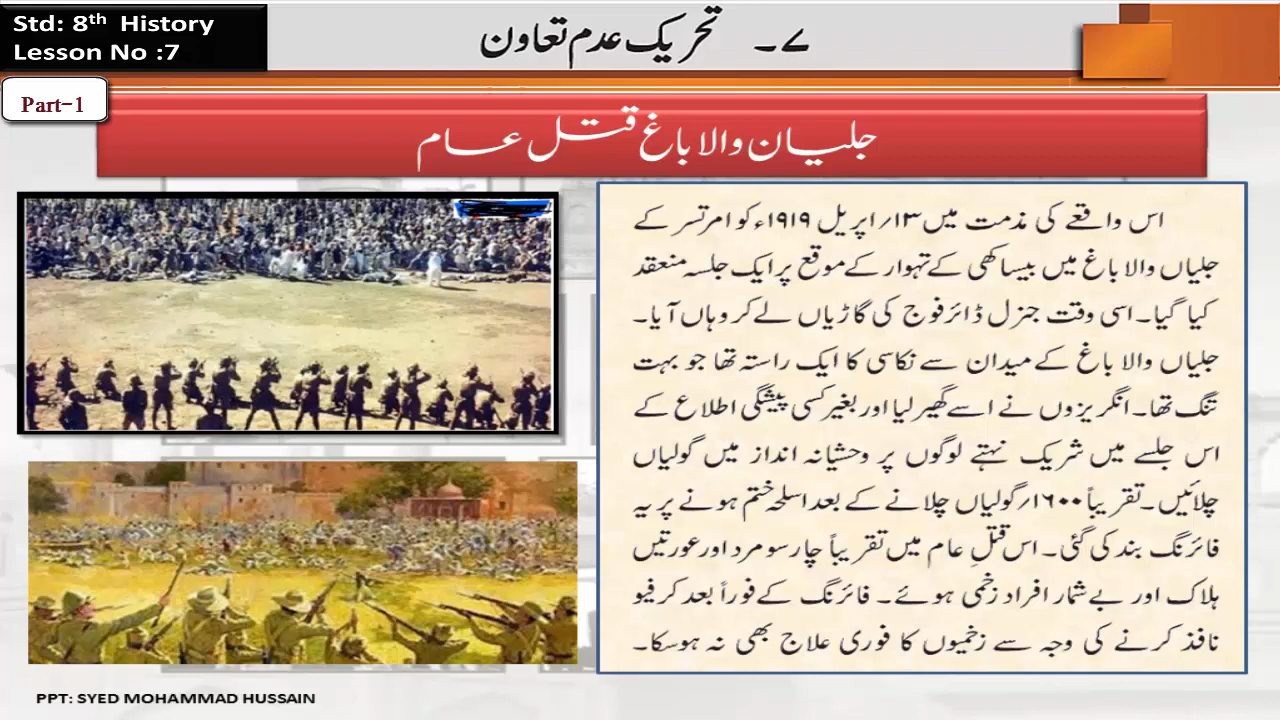 Std: 8th History
Lesson No :7
۷۔ تحریک عدم تعاون
Part-1
جلیان والا باغ قتل عام
اس واقعے کی مذمت میں ۱۳؍ اپریل ۱۹۱۹ء کو امرتسر کے
جلیاں والا باغ میں بیساکھی کے تہوار کے موقع پر ایک جلسہ منعقد
کیا گیا۔ اسی وقت جنرل ڈائر فوج کی گاڑیاں لے کر وہاں آیا۔
جلیاں والا باغ کے میدان سے نکاسی کا ایک راستہ تھا جو بہت
تنگ تھا۔ انگریزوں نے اسے گھیر لیا اور بغیر کسی پیشگی اطلاع کے
اس جلسے میں شریک نہتے لوگوں پر وحشیانہ انداز میں گولیاں
چلائیں۔ تقریباً ۱۶۰۰؍ گولیاں چلانے کے بعد اسلحہ ختم ہونے پر یہ
فائرنگ بند کی گئی۔ اس قتلِ عام میں تقریباً چار سو مرد اور عورتیں
ہلاک اور بے شمار افراد زخمی ہوئے۔ فائرنگ کے فوراً بعد کرفیو
نافذ کرنے کی وجہ سے زخمیوں کا فوری علاج بھی نہ ہوسکا۔
PPT: SYED MOHAMMAD HUSSAIN